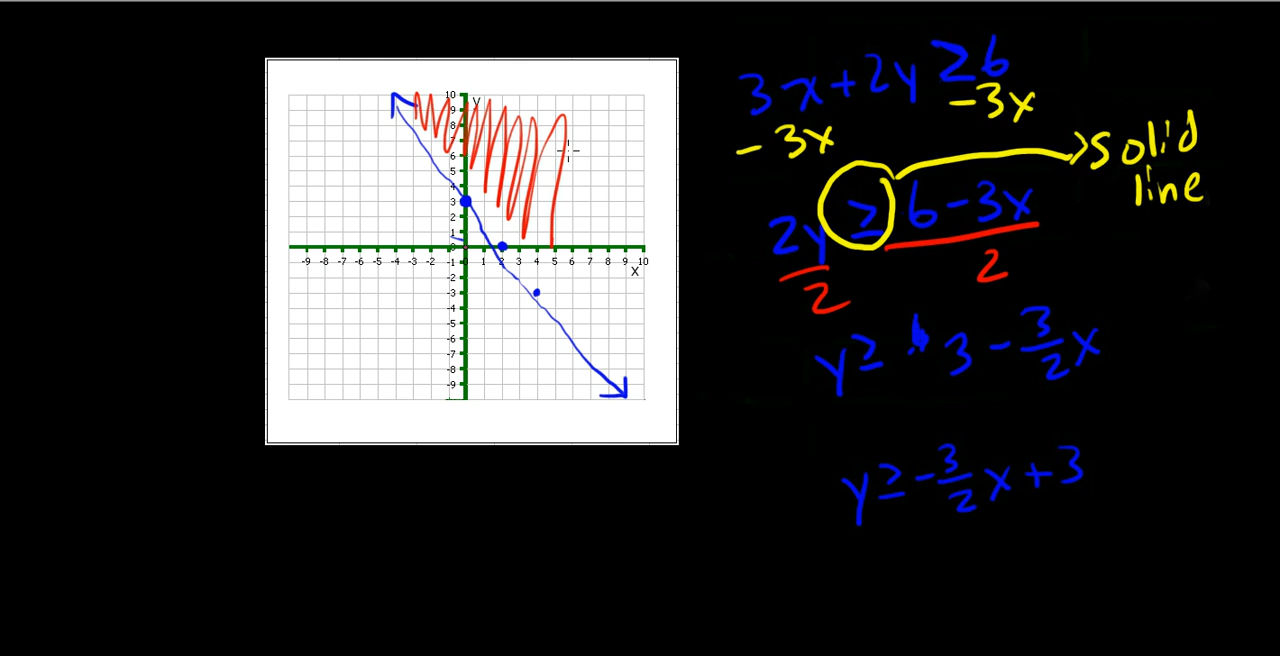 y
10
9
8
7
6
5
4
3
2
1
0
-9 -8 -7 -6 -5 -4 -3 -2 0 1 2 3 4 5 6 7 8 9 10
x
-1
-2
-3
-4
-5
-6
-7
-8
-9
3x+2y ≥ 6
-3x -3x
→ solid
line
2y ≥ 6-3x
2 2
y ≥ 3 - 3/2 x
y ≥ -3/2 x + 3